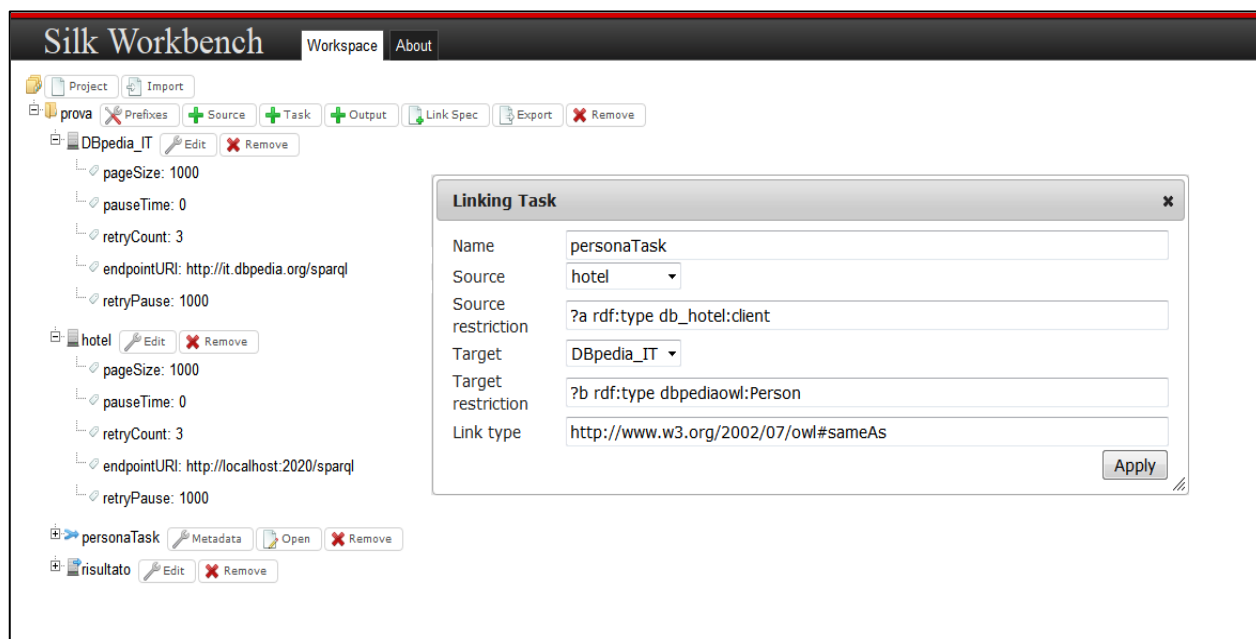 Silk Workbench Workspace About
Project Import
prova Prefixes Source Task Output Link Spec Export Remove
DBpedia_IT Edit Remove
pageSize: 1000
pauseTime: 0
retryCount: 3
endpointURI: http://it.dbpedia.org/sparql
retryPause: 1000
hotel Edit Remove
pageSize: 1000
pauseTime: 0
retryCount: 3
endpointURI: http://localhost:2020/sparql
retryPause: 1000
personaTask Metadata Open Remove
risultato Edit Remove
Linking Task
Name personaTask
Source hotel
Source
restriction ?a rdf:type db_hotel:client
Target DBpedia_IT
Target
restriction ?b rdf:type dbpediaowl:Person
Link type http://www.w3.org/2002/07/owl#sameAs
Apply